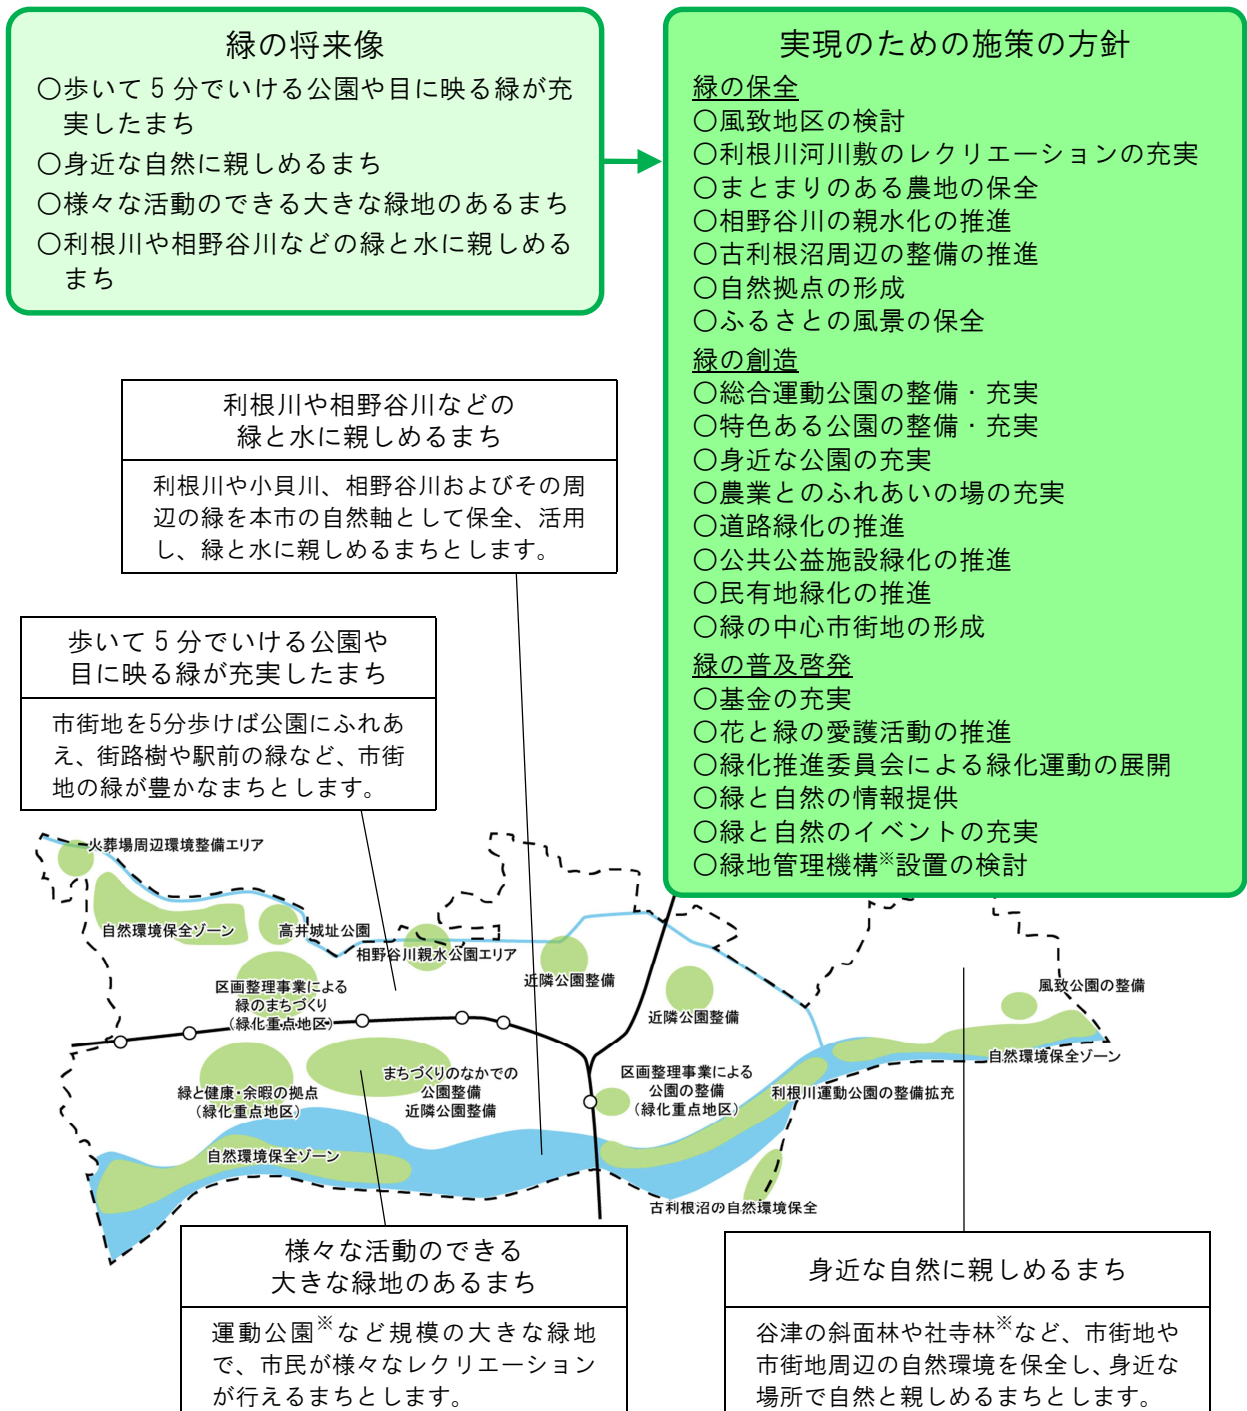 緑の将来像
〇歩いて5分でいける公園や目に映る緑が充
実したまち
〇身近な自然に親しめるまち
〇様々な活動のできる大きな緑地のあるまち
〇利根川や相野谷川などの緑と水に親しめる
まち
実現のための施策の方針
緑の保全
〇風致地区の検討
〇利根川河川敷のレクリエーションの充実
〇まとまりのある農地の保全
〇相野谷川の親水化の推進
〇古利根沼周辺の整備の推進
〇自然拠点の形成
〇ふるさとの風景の保全
緑の創造
〇総合運動公園の整備・充実
〇特色ある公園の整備・充実
〇身近な公園の充実
〇農業とのふれあいの場の充実
〇道路緑化の推進
〇公共公益施設緑化の推進
〇民有地緑化の推進
〇緑の中心市街地の形成
緑の普及啓発
〇基金の充実
〇花と緑の愛護活動の推進
〇緑化推進委員会による緑化運動の展開
〇緑と自然の情報提供
〇緑と自然のイベントの充実
〇緑地管理機構※設置の検討
利根川や相野谷川などの
緑と水に親しめるまち
利根川や小貝川、相野谷川およびその周
辺の緑を本市の自然軸として保全、活用
し、緑と水に親しめるまちとします。
歩いて5分でいける公園や
目に映る緑が充実したまち
市街地を5分歩けば公園にふれあ
え、街路樹や駅前の緑など、市街
地の緑が豊かなまちとします。
火葬場周辺環境整備エリア
自然環境保全ゾーン
高井城址公園
相野谷川親水公園エリア
近隣公園整備
区画整理事業による
緑のまちづくり
（緑化重点地区）
近隣公園整備
風致公園の整備
自然環境保全ゾーン
緑と健康・余暇の拠点
（緑化重点地区）
まちづくりのなかでの
公園整備
近隣公園整備
区画整理事業による
公園の整備
（緑化重点地区）
利根川運動公園の整備拡充
自然環境保全ゾーン
古利根沼の自然環境保全
様々な活動のできる
大きな緑地のあるまち
運動公園※など規模の大きな緑地
で、市民が様々なレクリエーション
が行えるまちとします。
身近な自然に親しめるまち
谷津の斜面林や社寺林※など、市街地や
市街地周辺の自然環境を保全し、身近な
場所で自然と親しめるまちとします。